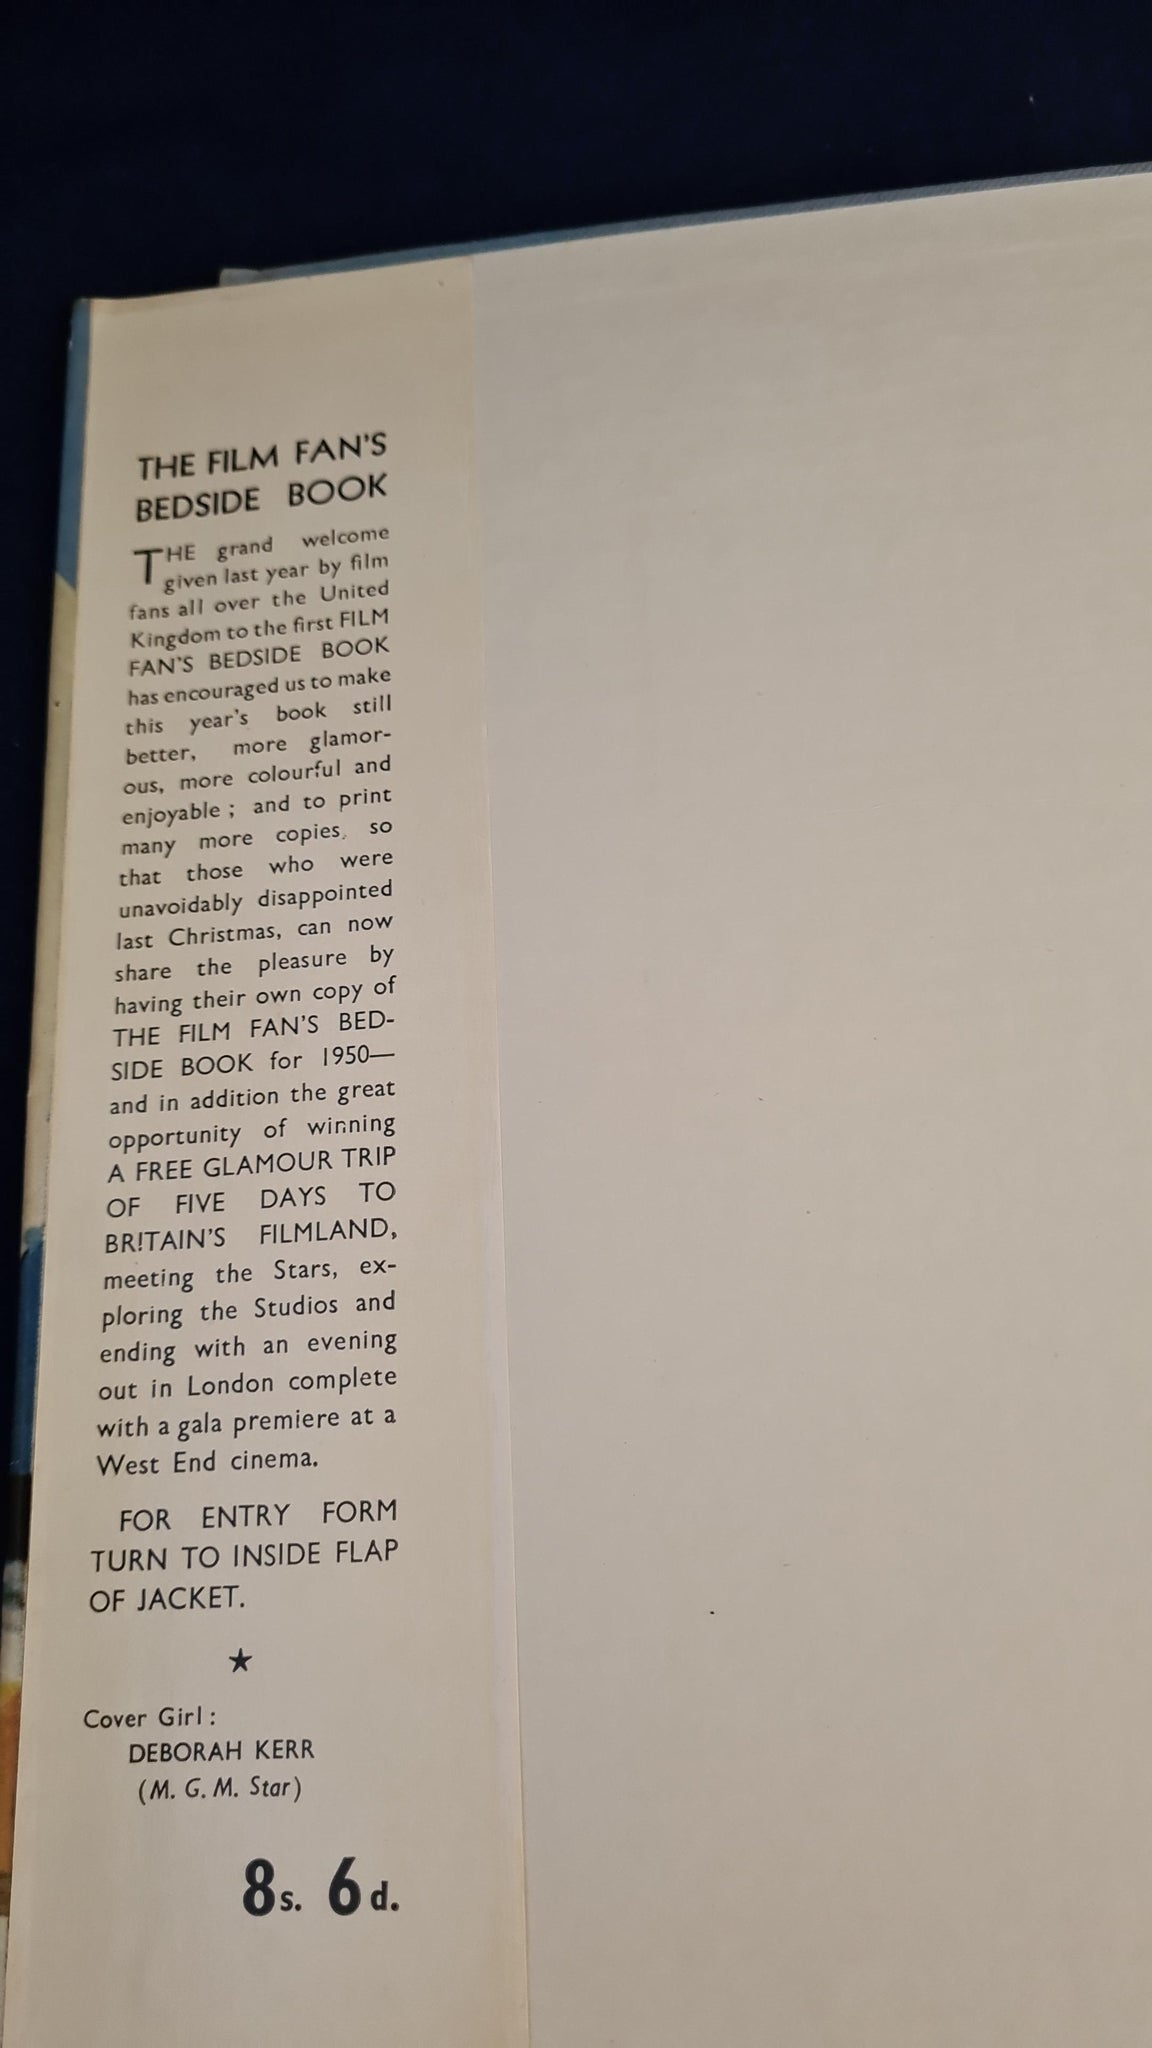 THE FILM FAN'S
BEDSIDE BOOK
THE grand welcome
given last year by film
fans all over the United
Kingdom to the first FILM
FAN'S BEDSIDE BOOK
has encouraged us to make
this year's book still
better, more glamor-
ous, more colourful and
enjoyable ; and to print
many more copies, so
that those who were
unavoidably disappointed
last Christmas, can now
share the pleasure by
having their own copy of
THE FILM FAN'S BED-
SIDE BOOK for 1950—
and in addition the great
opportunity of winning
A FREE GLAMOUR TRIP
OF FIVE DAYS TO
BRITAIN'S FILMLAND,
meeting the Stars, ex-
ploring the Studios and
ending with an evening
out in London complete
with a gala premiere at a
West End cinema.
FOR ENTRY FORM
TURN TO INSIDE FLAP
OF JACKET.
★
Cover Girl :
DEBORAH KERR
(M. G. M. Star)
8s. 6d.